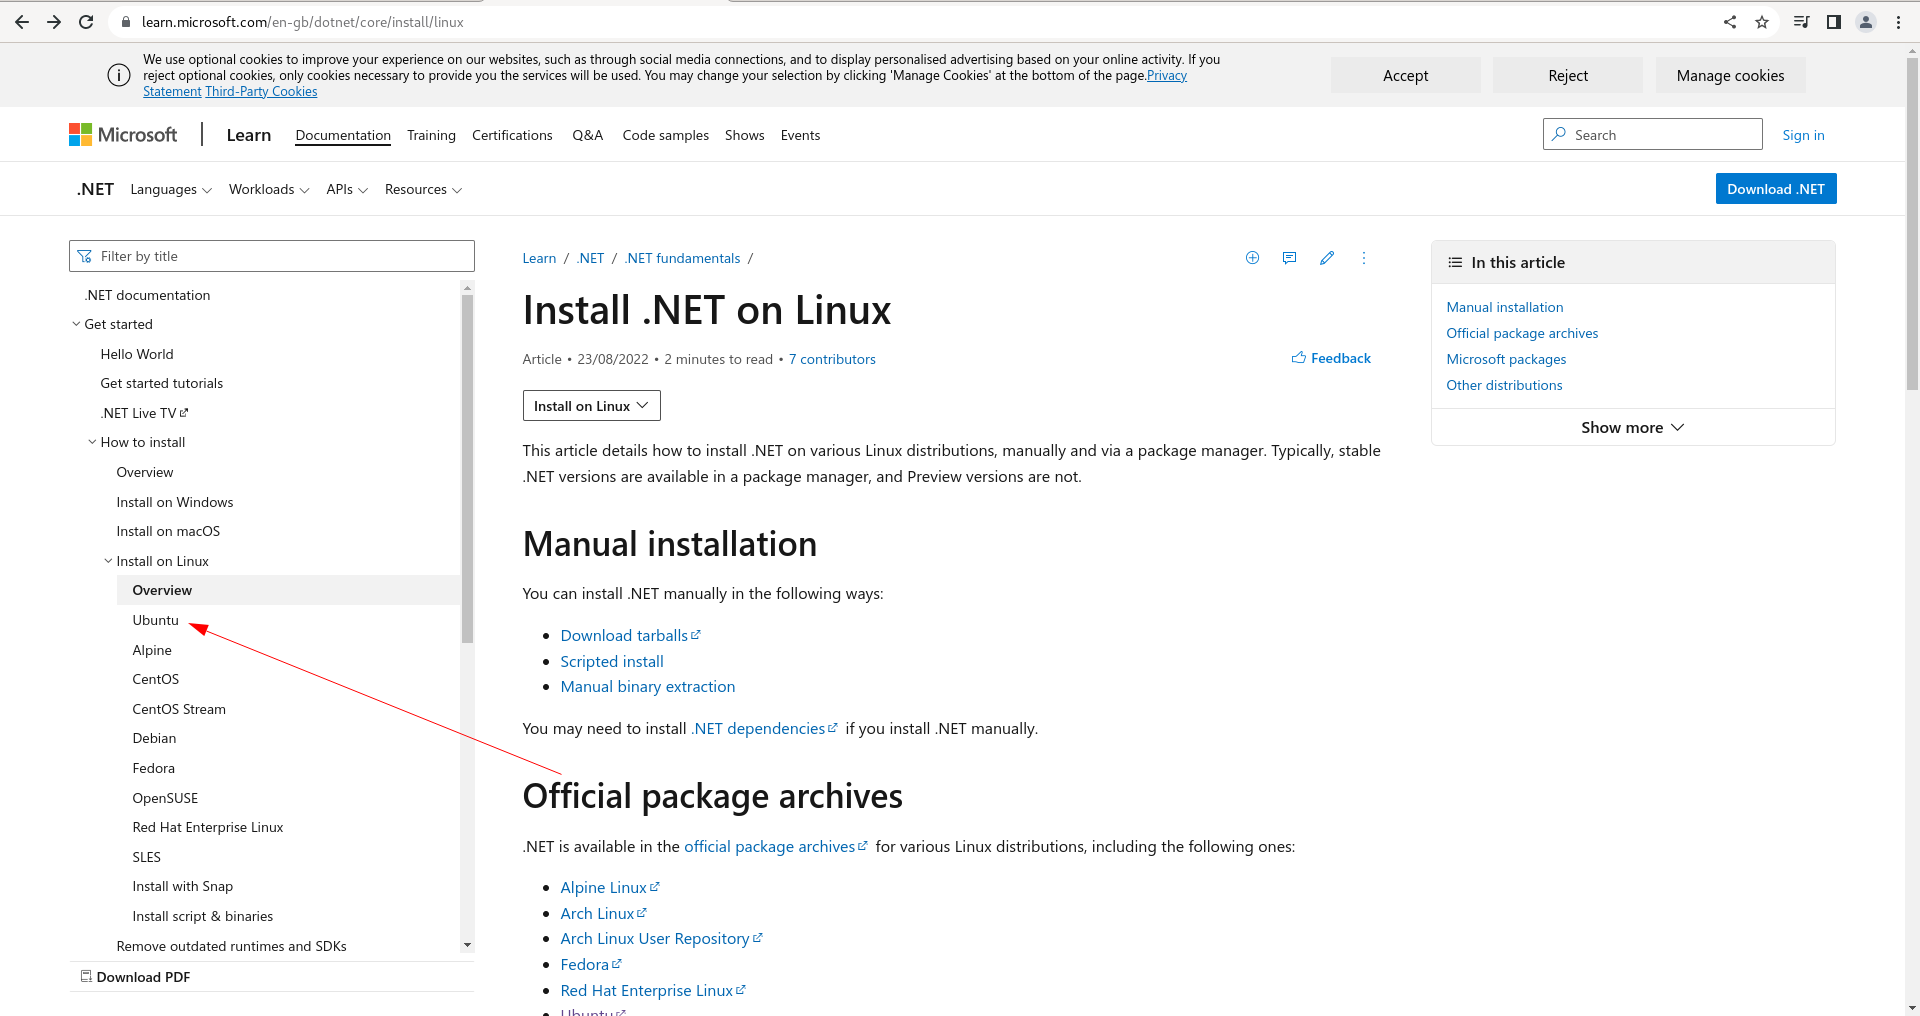 learn.microsoft.com/en-gb/dotnet/core/install/linux
We use optional cookies to improve your experience on our websites, such as through social media connections, and to display personalised advertising based on your online activity. If you
reject optional cookies, only cookies necessary to provide you the services will be used. You may change your selection by clicking 'Manage Cookies' at the bottom of the page.Privacy
Statement Third-Party Cookies
Accept
Reject
Manage cookies
Microsoft
Learn
Documentation
Training
Certifications
Q&A
Code samples
Shows
Events
Search
Sign in
.NET
Languages
Workloads
APIs
Resources
Download .NET
Filter by title
.NET documentation
Get started
Hello World
Get started tutorials
.NET Live TV
How to install
Overview
Install on Windows
Install on macOS
Install on Linux
Overview
Ubuntu
Alpine
CentOS
CentOS Stream
Debian
Fedora
OpenSUSE
Red Hat Enterprise Linux
SLES
Install with Snap
Install script & binaries
Remove outdated runtimes and SDKs
Download PDF
Learn / .NET / .NET fundamentals /
Install .NET on Linux
Article • 23/08/2022 • 2 minutes to read • 7 contributors
Feedback
Install on Linux
This article details how to install .NET on various Linux distributions, manually and via a package manager. Typically, stable
.NET versions are available in a package manager, and Preview versions are not.
Manual installation
You can install .NET manually in the following ways:
• Download tarballs
• Scripted install
• Manual binary extraction
You may need to install .NET dependencies if you install .NET manually.
Official package archives
.NET is available in the official package archives for various Linux distributions, including the following ones:
• Alpine Linux
• Arch Linux
• Arch Linux User Repository
• Fedora
• Red Hat Enterprise Linux
• Ubuntu
In this article
Manual installation
Official package archives
Microsoft packages
Other distributions
Show more